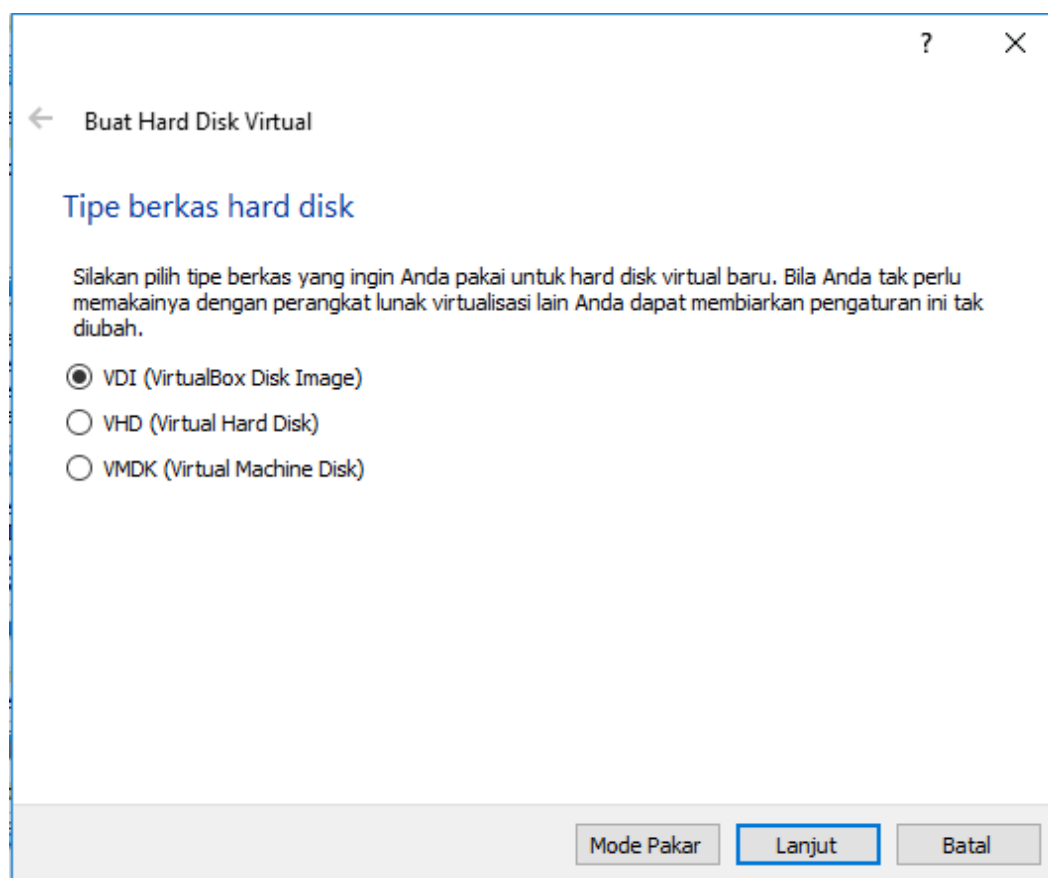 ?
Buat Hard Disk Virtual
Tipe berkas hard disk
Silakan pilih tipe berkas yang ingin Anda pakai untuk hard disk virtual baru. Bila Anda tak perlu
memakainya dengan perangkat lunak virtualisasi lain Anda dapat membiarkan pengaturan ini tak
diubah.
VDI (VirtualBox Disk Image)
VHD (Virtual Hard Disk)
VMDK (Virtual Machine Disk)
Mode Pakar Lanjut Batal